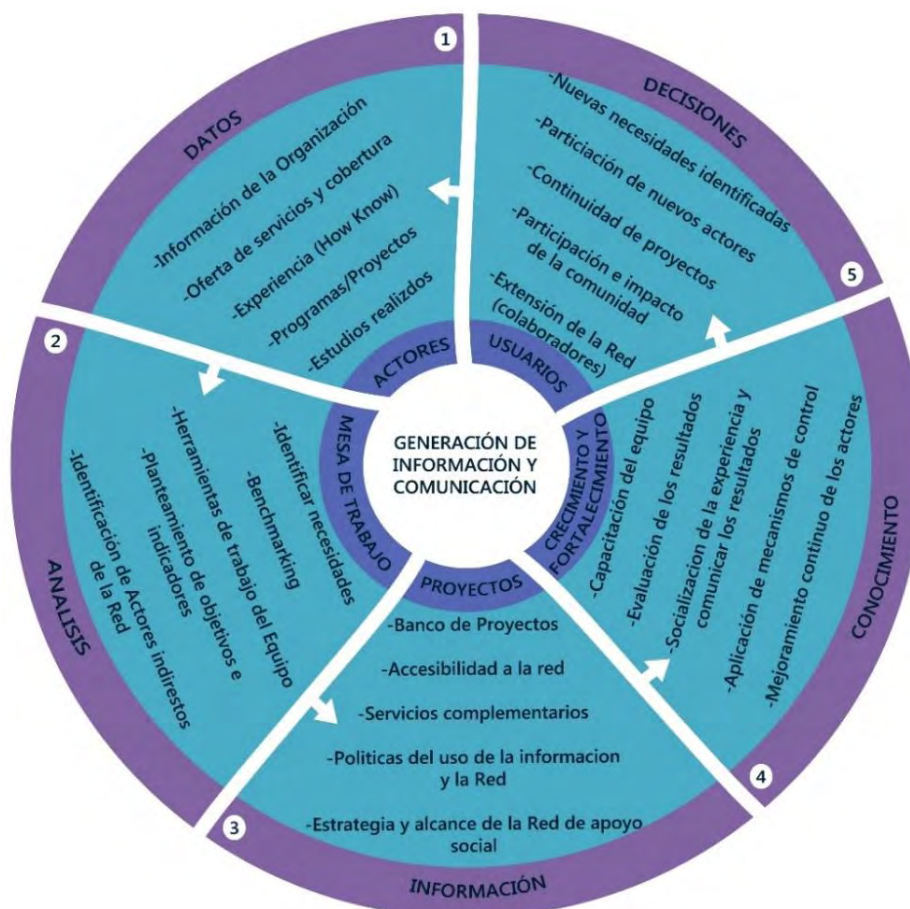 GENERACIÓN DE
INFORMACIÓN Y
COMUNICACIÓN
1
DATOS
-Información de la Organización
-Oferta de servicios y cobertura
-Experiencia (How Know)
-Programas/Proyectos
-Estudios realizdos
ACTORES
2
ANALISIS
-Identificar necesidades
-Benchmarking
-Herramientas de trabajo del Equipo
-Planteamiento de objetivos e
indicadores
-Identificación de Actores indirestos
de la Red
MESA DE TRABAJO
3
PROYECTOS
-Banco de Proyectos
-Accesibilidad a la red
-Servicios complementarios
-Politicas del uso de la informacion
y la Red
-Estrategia y alcance de la Red de apoyo
social
INFORMACIÓN
4
CRECIMIENTO Y
FORTALECIMIENTO
-Capacitación del equipo
-Evaluación de los resultados
-Socializacion de la experiencia y
comunicar los resultados
-Aplicación de mecanismos de control
-Mejoramiento continuo de los actores
CONOCIMIENTO
5
DECISIONES
-Nuevas necesidades identificadas
-Particiación de nuevos actores
-Continuidad de proyectos
-Participación e impacto
de la comunidad
-Extensión de la Red
(colaboradores)
USUARIOS